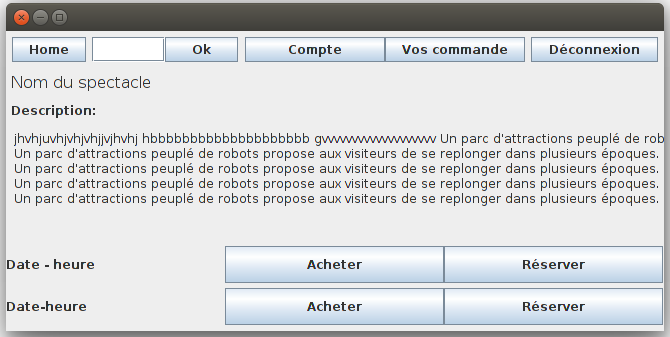 Home Ok Compte Vos commande Déconnexion
Nom du spectacle
Description:
jhvhjuvhjvhjvhjjvjhvhj hbbbbbbbbbbbbbbbbbbbbb gvvvvvvvvvvvvvvvvvv Un parc d'attractions peuplé de rob
Un parc d'attractions peuplé de robots propose aux visiteurs de se replonger dans plusieurs époques.
Un parc d'attractions peuplé de robots propose aux visiteurs de se replonger dans plusieurs époques.
Un parc d'attractions peuplé de robots propose aux visiteurs de se replonger dans plusieurs époques.
Un parc d'attractions peuplé de robots propose aux visiteurs de se replonger dans plusieurs époques.
Date - heure Acheter Réserver
Date-heure Acheter Réserver